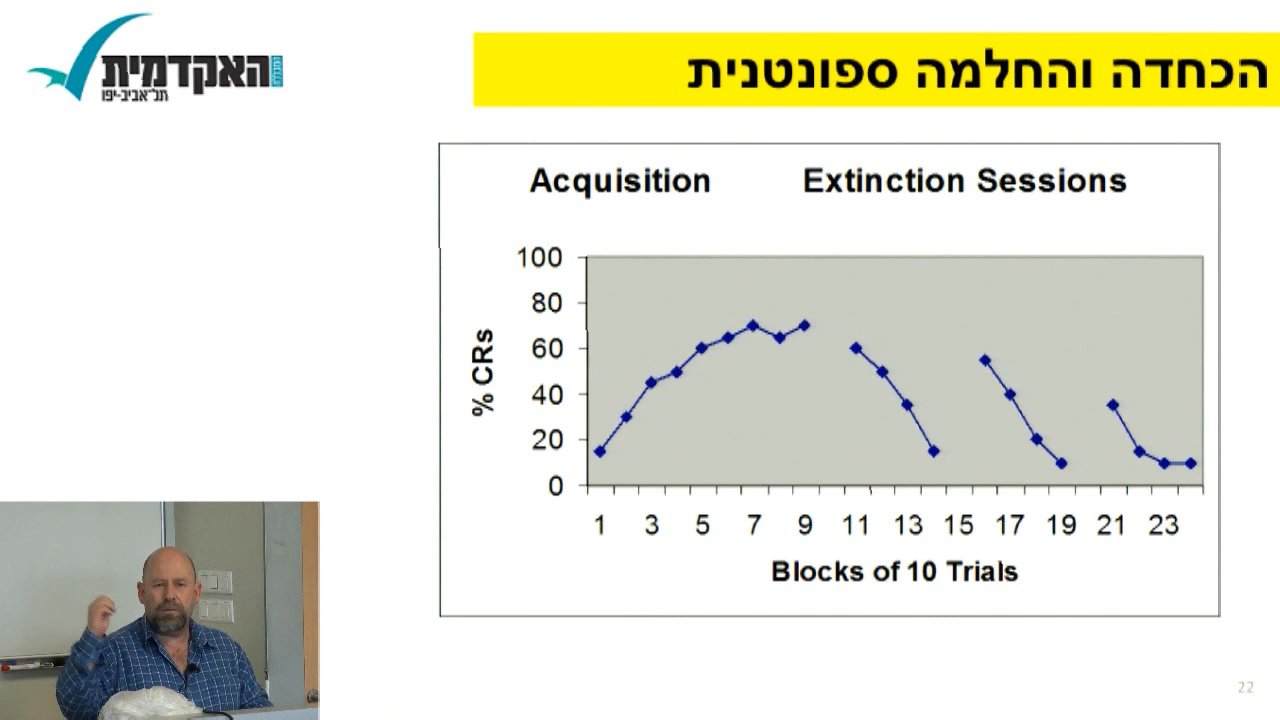 הכחדה והחלמה ספונטנית
האקדמית
תל־אביב-יפו
Acquisition
Extinction Sessions
% CRs
100
80
60
40
20
0
1 3 5 7 9 11 13 15 17 19 21 23
Blocks of 10 Trials
22